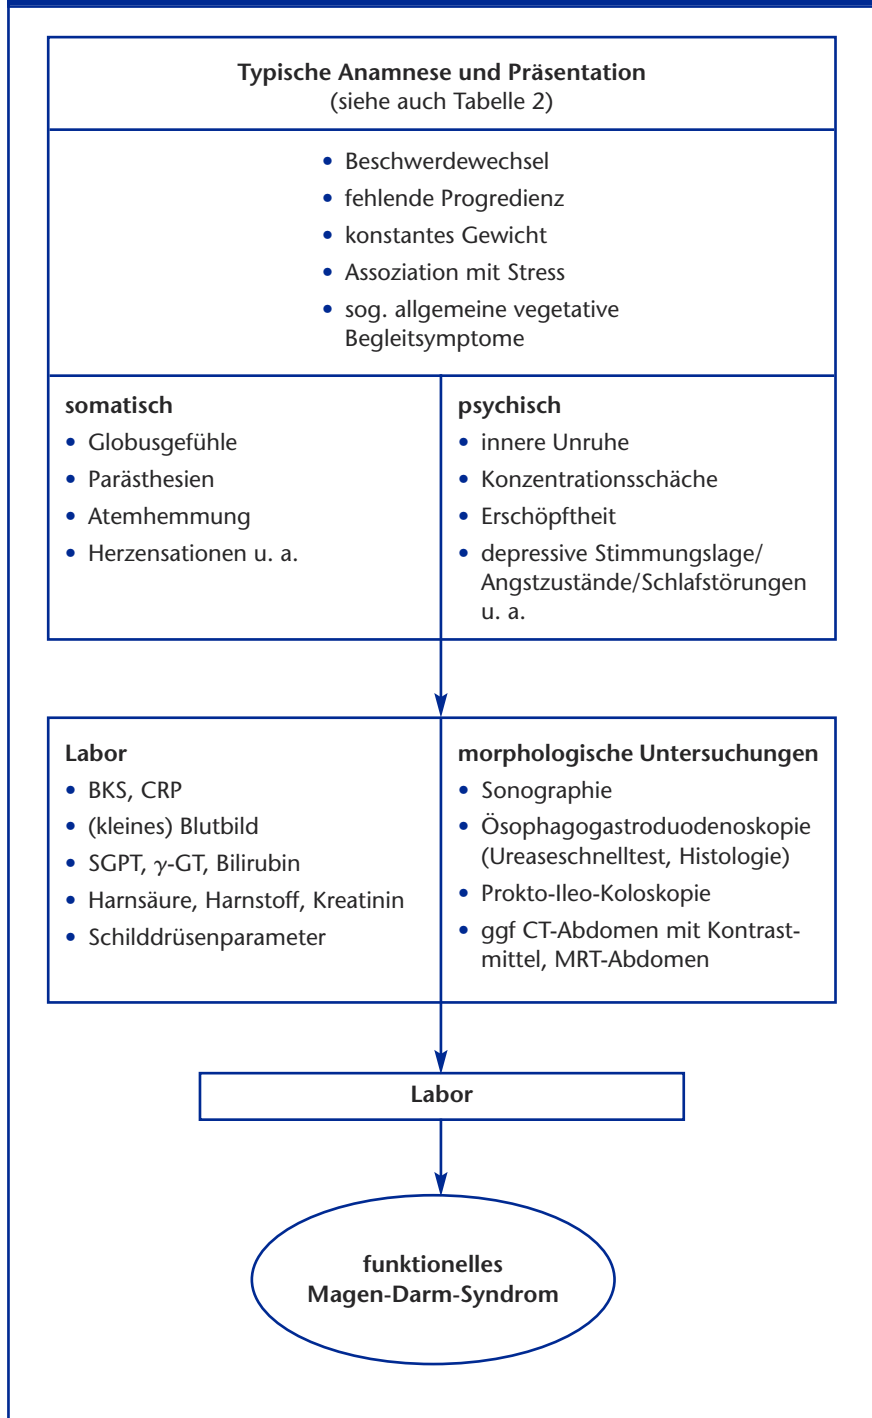 Typische Anamnese und Präsentation
(siehe auch Tabelle 2)
• Beschwerdewechsel
• fehlende Progredienz
• konstantes Gewicht
• Assoziation mit Stress
• sog. allgemeine vegetative
Begleitsymptome
somatisch
• Globusgefühle
• Parästhesien
• Atemhemmung
• Herzensationen u. a.
psychisch
• innere Unruhe
• Konzentrationsschäche
• Erschöpftheit
• depressive Stimmungslage/
Angstzustände/Schlafstörungen
u. a.
Labor
• BKS, CRP
• (kleines) Blutbild
• SGPT, γ-GT, Bilirubin
• Harnsäure, Harnstoff, Kreatinin
• Schilddrüsenparameter
morphologische Untersuchungen
• Sonographie
• Ösophagogastroduodenoskopie
(Ureaseschnelltest, Histologie)
• Prokto-Ileo-Koloskopie
• ggf CT-Abdomen mit Kontrast-
mittel, MRT-Abdomen
Labor
funktionelles
Magen-Darm-Syndrom